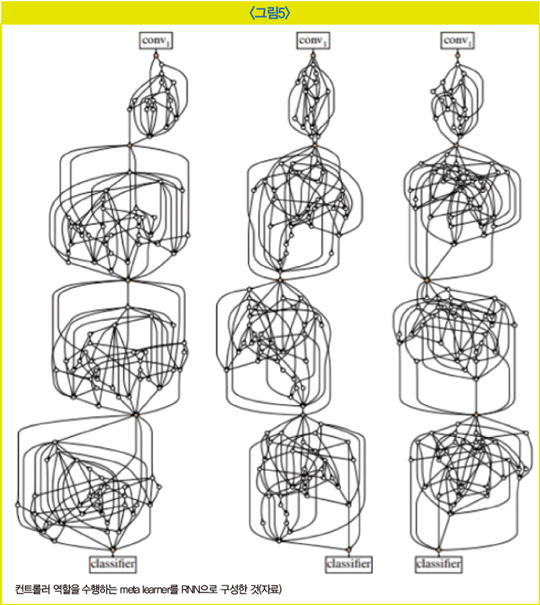 <그림5>
conv1 conv1 conv1
classifier classifier classifier
컨트롤러 역할을 수행하는 meta learner를 RNN으로 구성한 것(자료)